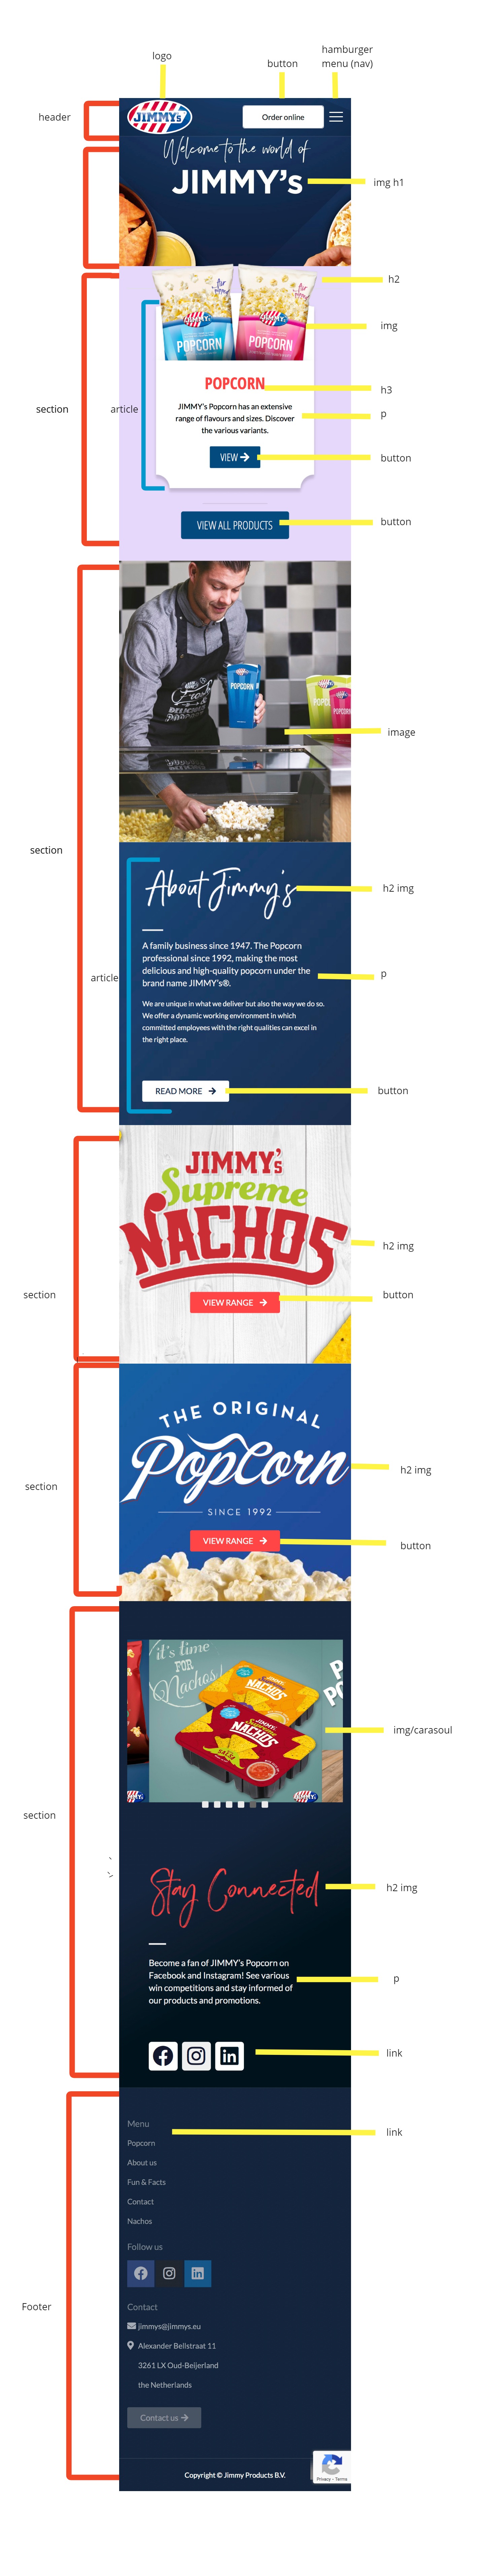 logo
button
hamburger
menu (nav)
header
JIMMY's
Order online
Welcome to the world of
JIMMY's
img h1
h2
img
JIMMY's
JIMMY's
POPCORN
POPCORN
section
article
POPCORN
h3
JIMMY's Popcorn has an extensive
range of flavours and sizes. Discover
the various variants.
p
VIEW
button
VIEW ALL PRODUCTS
button
POPCORN
POPCORN
image
section
About Jimmy's
h2 img
A family business since 1947. The Popcorn
professional since 1992, making the most
delicious and high-quality popcorn under the
brand name JIMMY's®.
p
article
We are unique in what we deliver but also the way we do so.
We offer a dynamic working environment in which
committed employees with the right qualities can excel in
the right place.
READ MORE
button
JIMMY's
Supreme
NACHOS
h2 img
section
VIEW RANGE
button
THE ORIGINAL
PopCorn
h2 img
section
SINCE 1992
VIEW RANGE
button
it's time
FOR
Nachos!
NACHOS
NACHOS
img/carasoul
section
Stay Connected
h2 img
Become a fan of JIMMY's Popcorn on
Facebook and Instagram! See various
win competitions and stay informed of
our products and promotions.
p
link
Menu
link
Popcorn
About us
Fun & Facts
Contact
Nachos
Follow us
Footer
Contact
jimmys@jimmys.eu
Alexander Bellstraat 11
3261 LX Oud-Beijerland
the Netherlands
Contact us
Copyright © Jimmy Products B.V.
Privacy - Terms